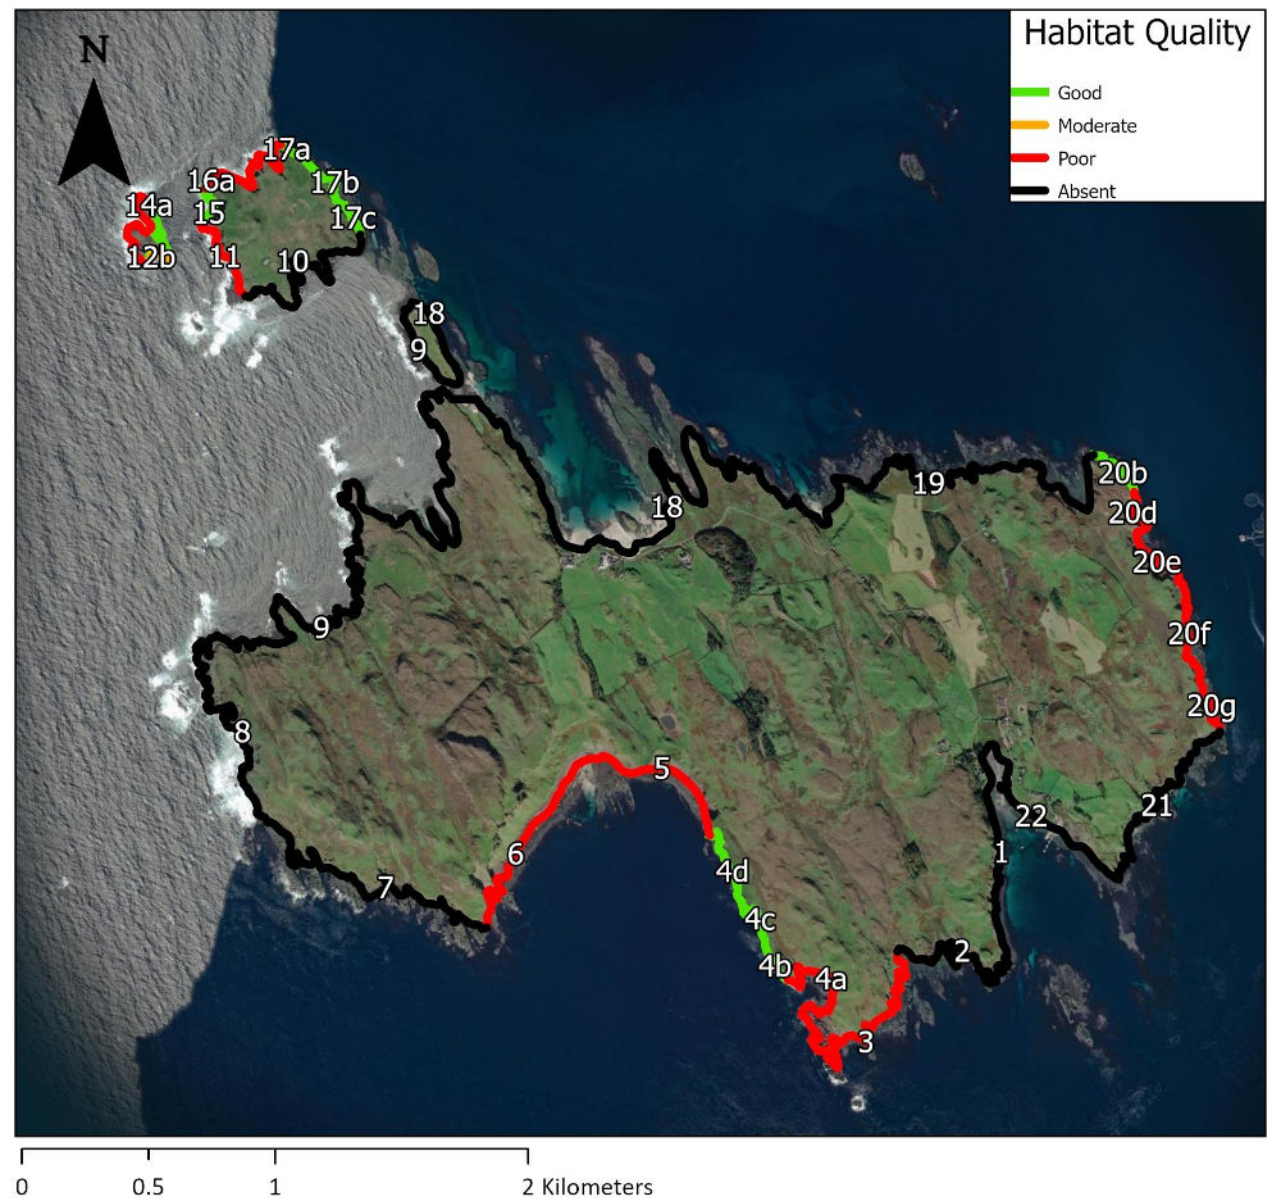 Habitat Quality
Good
Moderate
Poor
Absent
N
17a
16a
17b
14a
15
17c
12b
11
10
18
9
20b
19
18
20d
20e
9
20f
20g
8
5
21
22
6
1
4d
7
4c
2
4b
4a
3
0 0.5 1 2 Kilometers